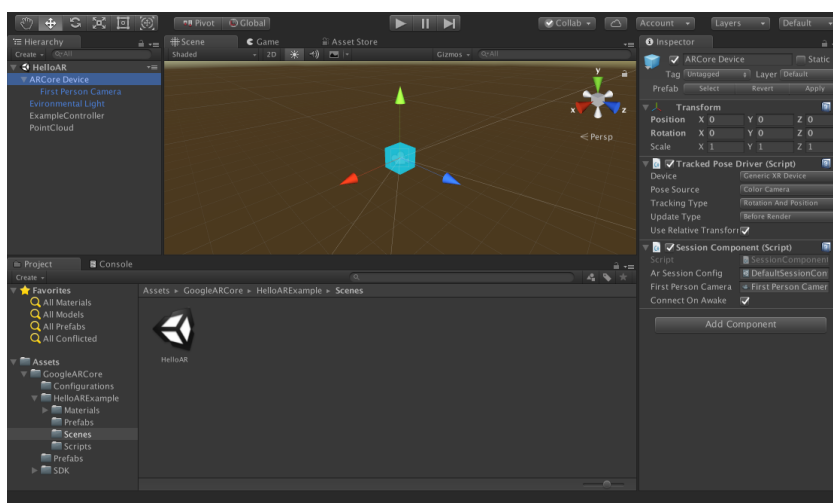 Pivot Global Collab Account Layers Default
Hierarchy
Create All
HelloAR
ARCore Device
First Person Camera
Evironmental Light
ExampleController
PointCloud
Scene Game Asset Store
Shaded 2D Gizmos All
y
x z
Persp
Inspector
ARCore Device Static
Tag Untagged Layer Default
Prefab Select Revert Apply
Transform
Position X 0 Y 0 Z 0
Rotation X 0 Y 0 Z 0
Scale X 1 Y 1 Z 1
Tracked Pose Driver (Script)
Device Generic XR Device
Pose Source Color Camera
Tracking Type Rotation And Position
Update Type Before Render
Use Relative Transform
Session Component (Script)
Script SessionComponent
Ar Session Config DefaultSessionCon
First Person Camera First Person Camer
Connect On Awake
Add Component
Project Console
Create
Favorites
All Materials
All Models
All Prefabs
All Conflicted
Assets
GoogleARCore
Configurations
HelloARExample
Materials
Prefabs
Scenes
Scripts
Prefabs
SDK
Assets ▸ GoogleARCore ▸ HelloARExample ▸ Scenes
HelloAR